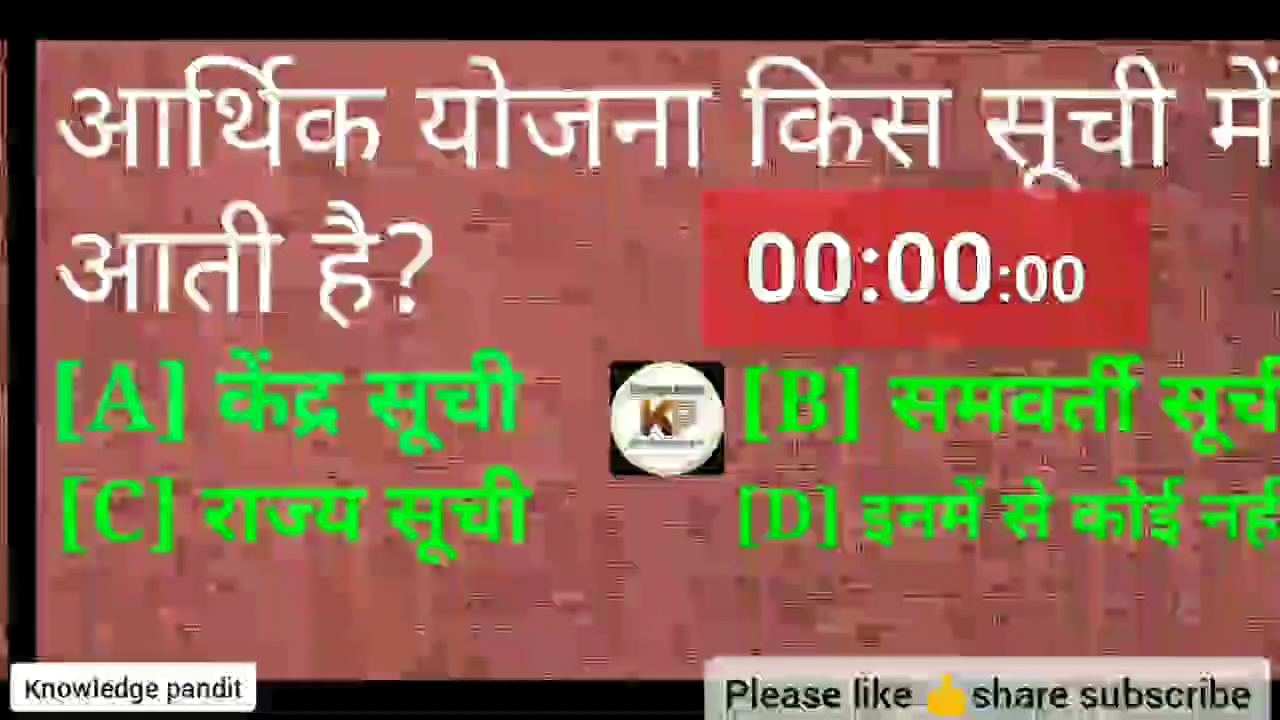 आर्थिक योजना किस सूची में
आती है?
00:00:00
[A] केंद्र सूची
[B] समवर्ती सूच
[C] राज्य सूची
[D] इनमें से कोई नहीं
Knowledge pandit
Please like 👍share subscribe